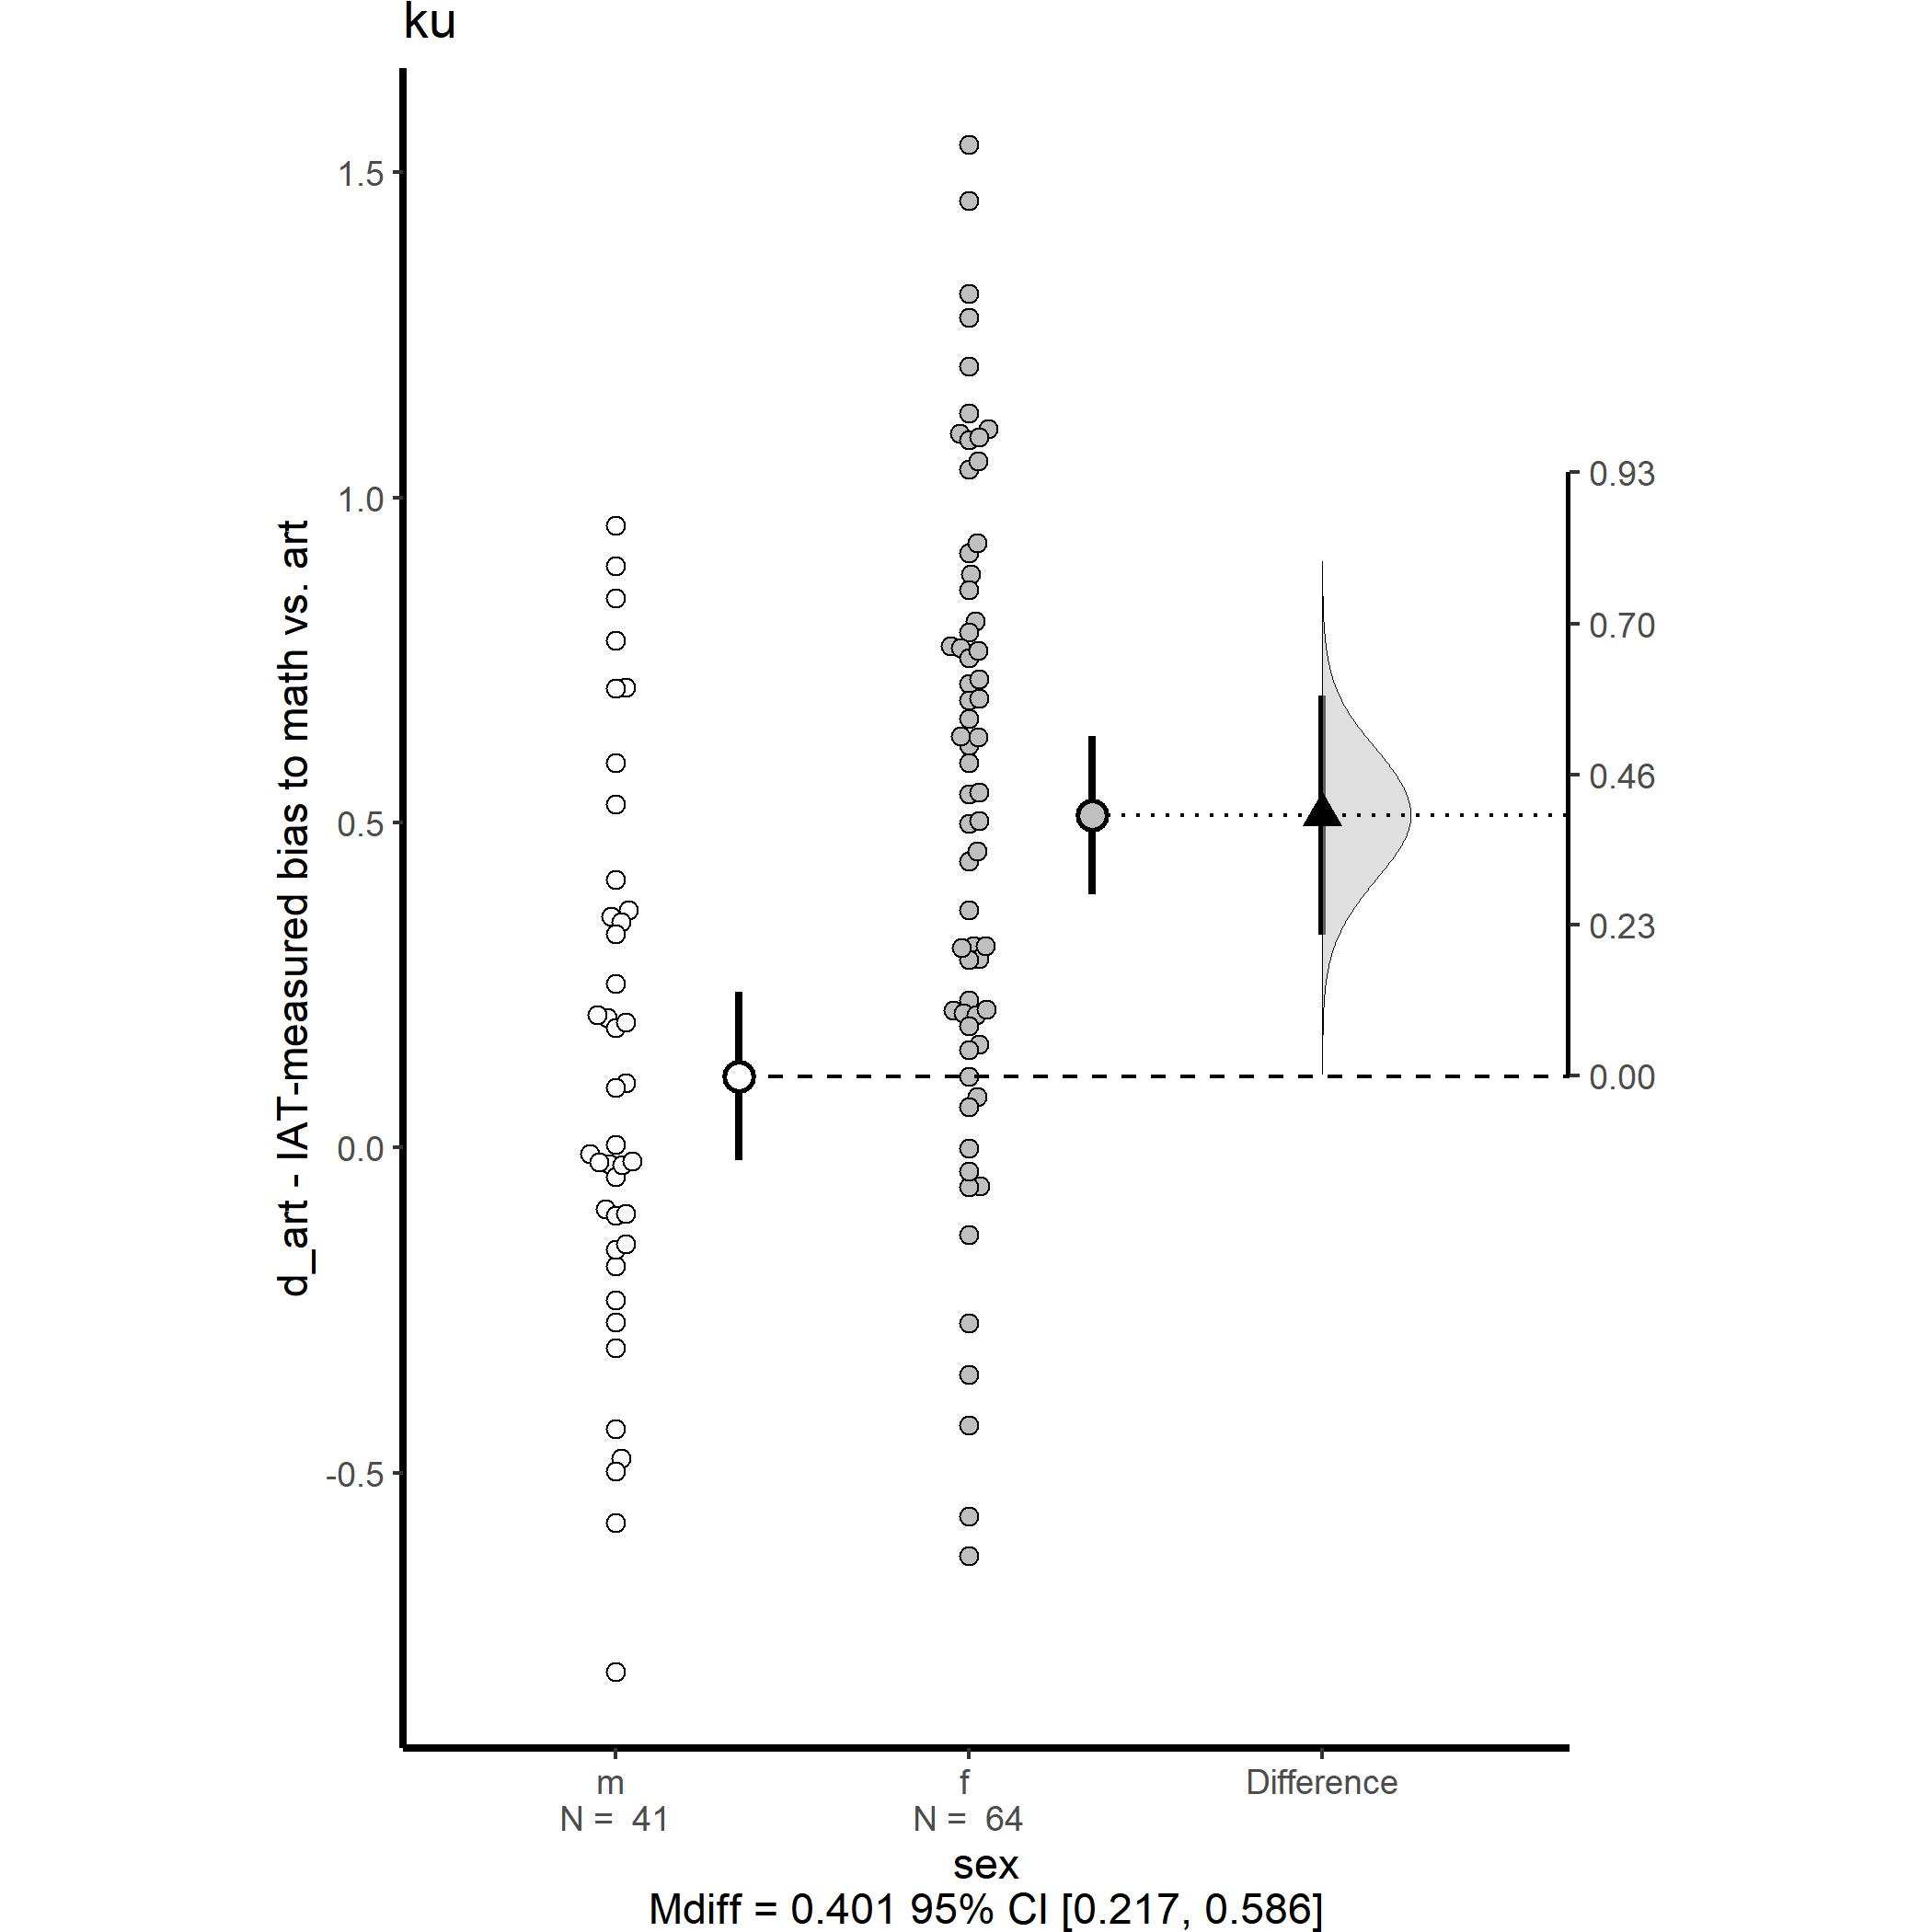 ku
d_art - IAT-measured bias to math vs. art
1.5
1.0
0.5
0.0
-0.5
0.93
0.70
0.46
0.23
0.00
m
N =  41
f
N =  64
Difference
sex
Mdiff = 0.401 95% CI [0.217, 0.586]